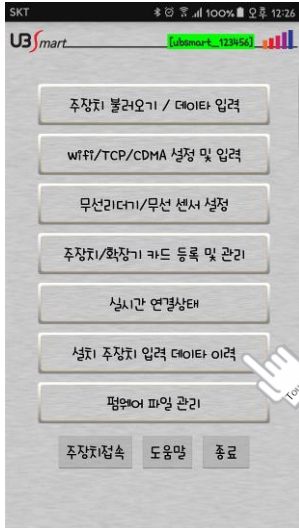 SKT 100% 오후 12:26
UBSmart [ubsmart_123456]
주장치 불러오기 / 데이타 입력
wifi/TCP/CDMA 설정 및 입력
무선리더기/무선 센서 설정
주장치/확장기 카드 등록 및 관리
실시간 연결상태
설치 주장치 입력 데이타 이력
Tou
펌웨어 파일 관리
주장치접속 도움말 종료